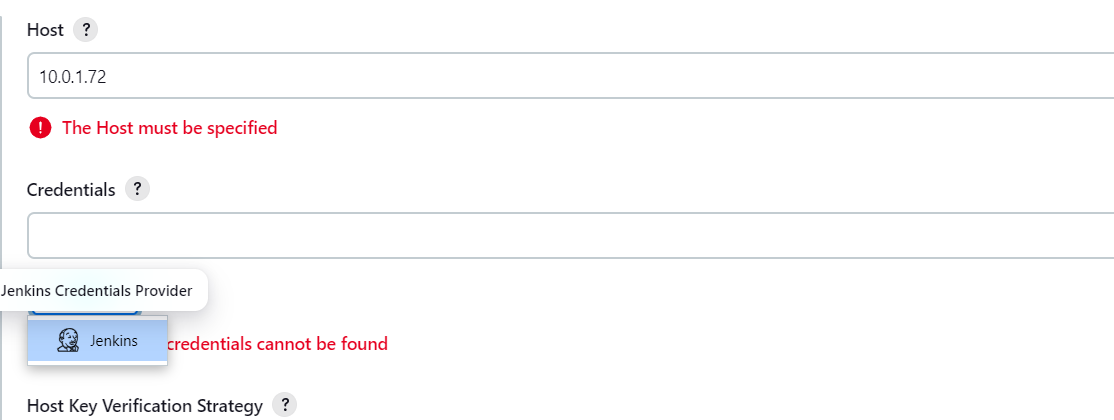 Host ?
10.0.1.72
! The Host must be specified
Credentials ?
Jenkins Credentials Provider
Jenkins
credentials cannot be found
Host Key Verification Strategy ?